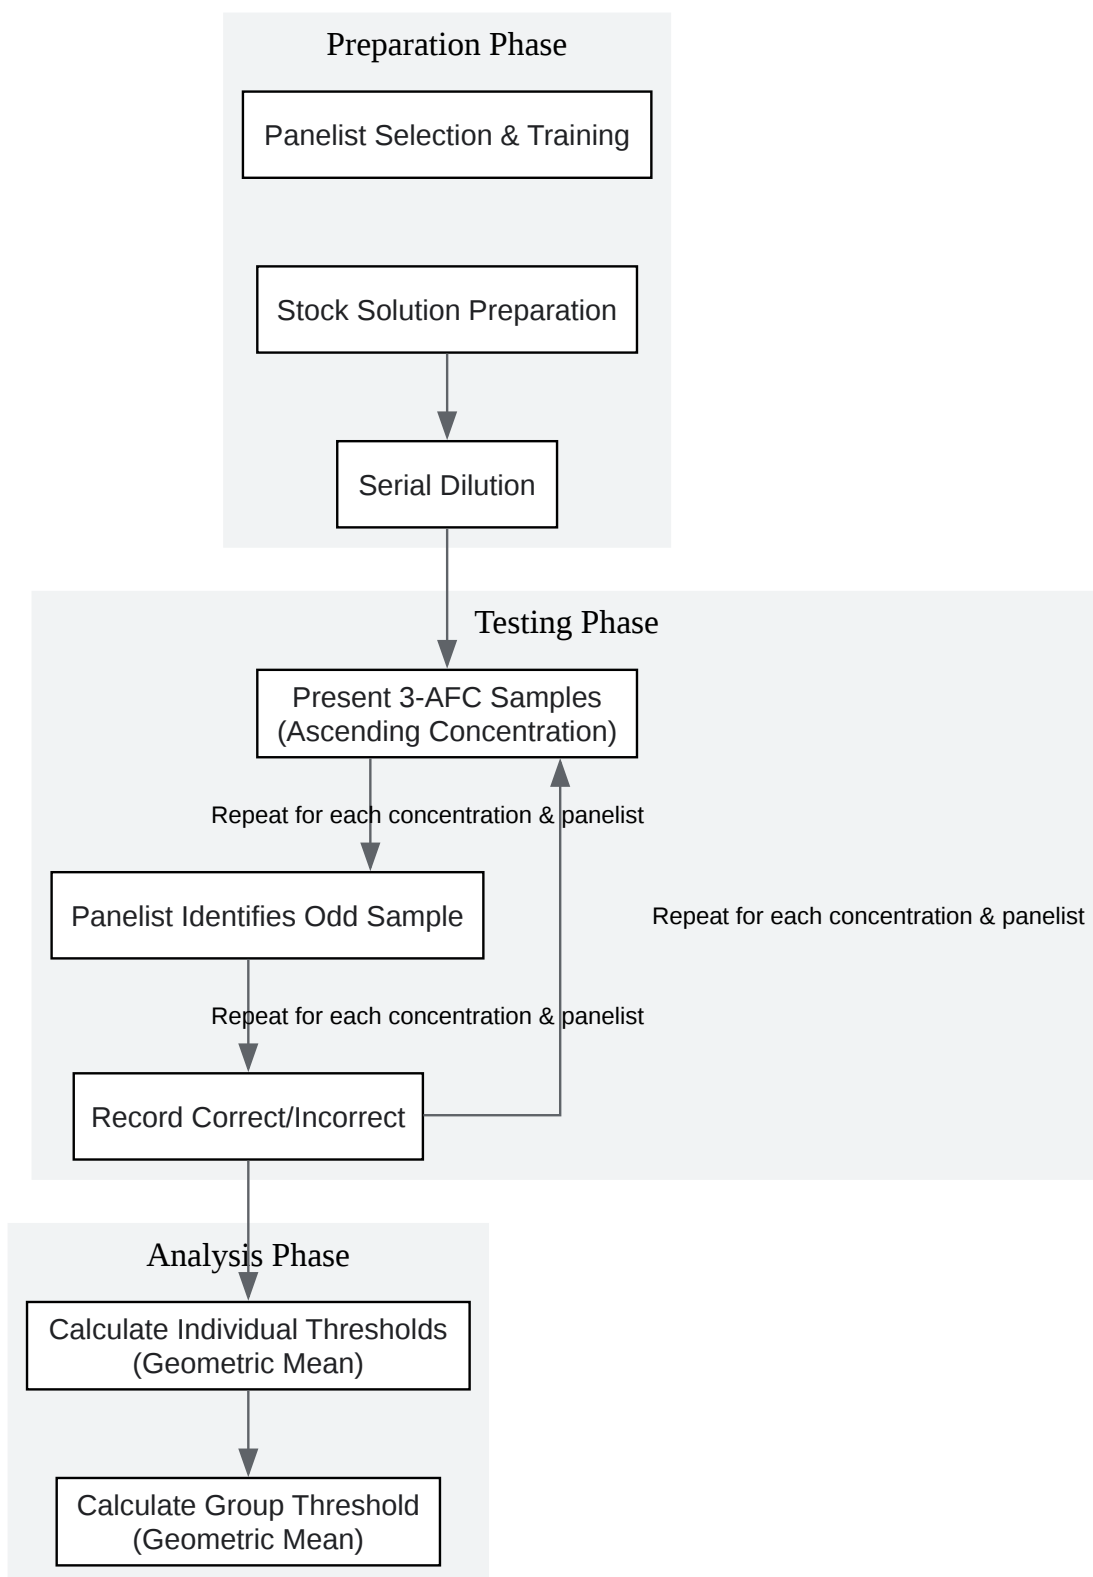 Preparation Phase
Panelist Selection & Training
Stock Solution Preparation
Serial Dilution
Testing Phase
Present 3-AFC Samples
(Ascending Concentration)
Repeat for each concentration & panelist
Panelist Identifies Odd Sample
Repeat for each concentration & panelist
Repeat for each concentration & panelist
Record Correct/Incorrect
Analysis Phase
Calculate Individual Thresholds
(Geometric Mean)
Calculate Group Threshold
(Geometric Mean)